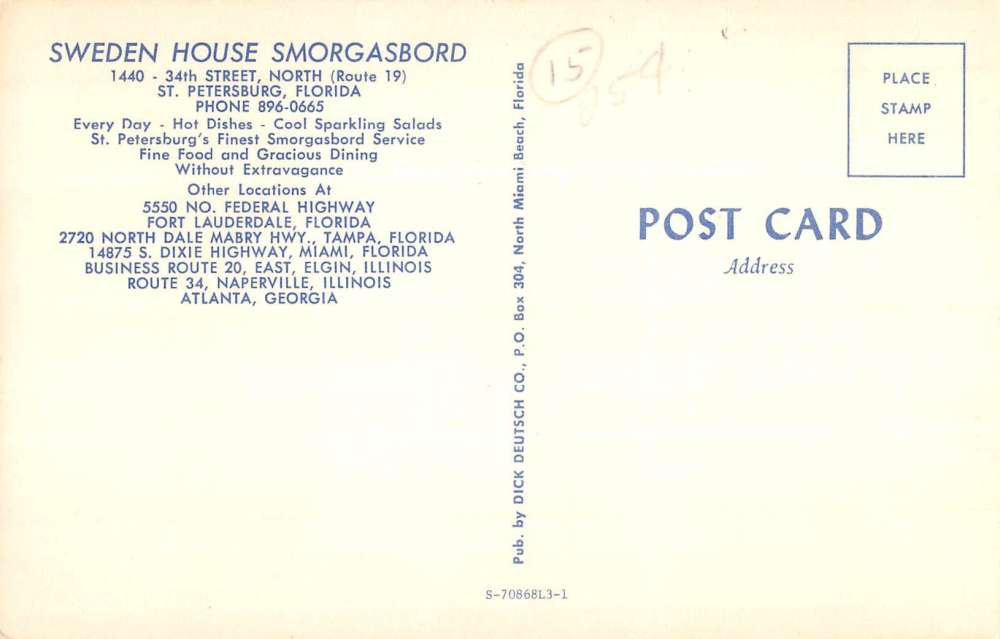 SWEDEN HOUSE SMORGASBORD
1440 - 34th STREET, NORTH (Route 19)
ST. PETERSBURG, FLORIDA
PHONE 896-0665
Every Day - Hot Dishes - Cool Sparkling Salads
St. Petersburg's Finest Smorgasbord Service
Fine Food and Gracious Dining
Without Extravagance
Other Locations At
5550 NO. FEDERAL HIGHWAY
FORT LAUDERDALE, FLORIDA
2720 NORTH DALE MABRY HWY., TAMPA, FLORIDA
14875 S. DIXIE HIGHWAY, MIAMI, FLORIDA
BUSINESS ROUTE 20, EAST, ELGIN, ILLINOIS
ROUTE 34, NAPERVILLE, ILLINOIS
ATLANTA, GEORGIA
Pub. by DICK DEUTSCH CO., P.O. Box 304, North Miami Beach, Florida
S-70868L3-1
15
PLACE
STAMP
HERE
POST CARD
Address